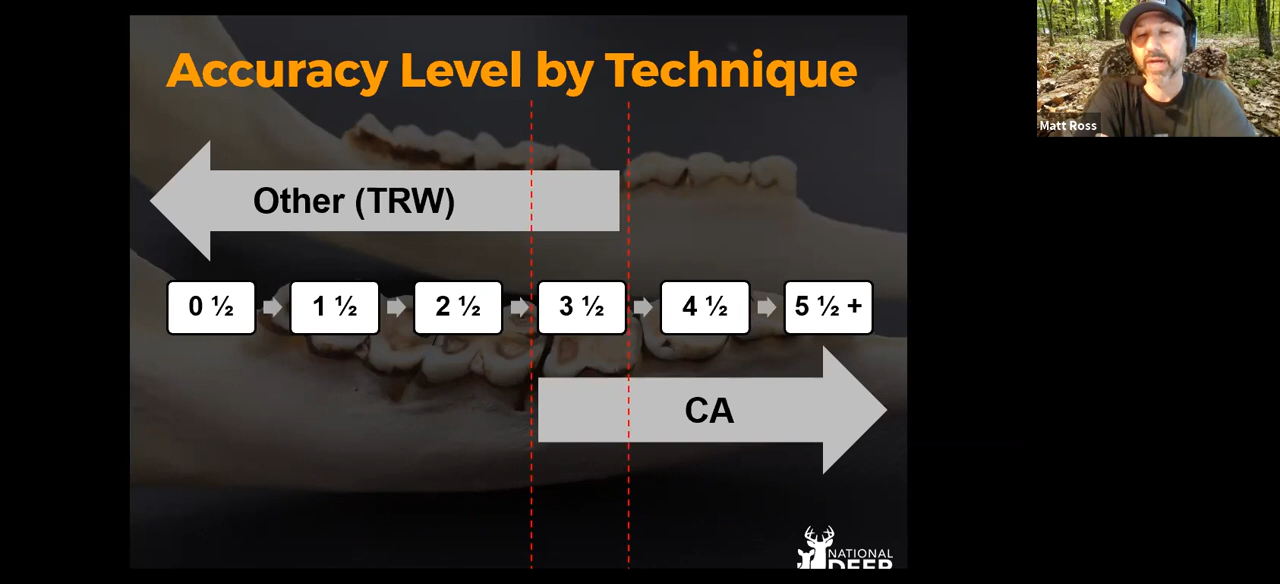 Accuracy Level by Technique
Matt Ross
Other (TRW)
0 ½
1 ½
2 ½
3 ½
4 ½
5 ½ +
CA
NATIONAL
DEER